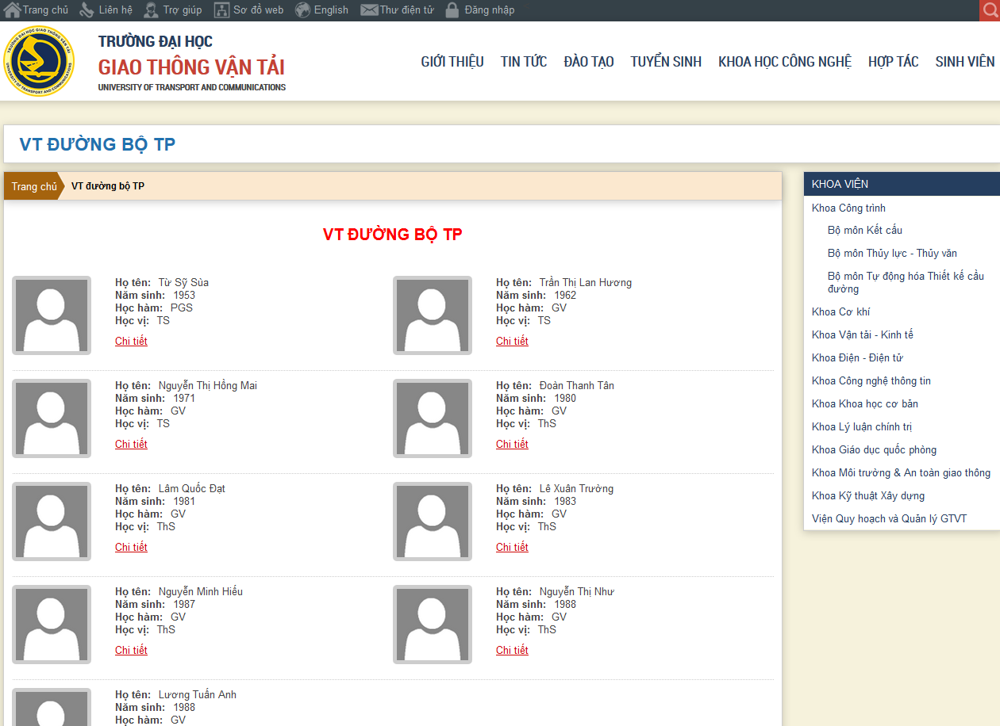 Trang chủ Liên hệ Trợ giúp Sơ đồ web English Thư điện tử Đăng nhập
TRƯỜNG ĐẠI HỌC GIAO THÔNG VẬN TẢI
UNIVERSITY OF TRANSPORT AND COMMUNICATIONS
TRƯỜNG ĐẠI HỌC
GIAO THÔNG VẬN TẢI
UNIVERSITY OF TRANSPORT AND COMMUNICATIONS
GIỚI THIỆU TIN TỨC ĐÀO TẠO TUYỂN SINH KHOA HỌC CÔNG NGHỆ HỢP TÁC SINH VIÊN
VT ĐƯỜNG BỘ TP
Trang chủ VT đường bộ TP
VT ĐƯỜNG BỘ TP
Họ tên: Từ Sỹ Sùa
Năm sinh: 1953
Học hàm: PGS
Học vị: TS
Chi tiết
Họ tên: Trần Thị Lan Hương
Năm sinh: 1962
Học hàm: GV
Học vị: TS
Chi tiết
Họ tên: Nguyễn Thị Hồng Mai
Năm sinh: 1971
Học hàm: GV
Học vị: TS
Chi tiết
Họ tên: Đoàn Thanh Tân
Năm sinh: 1980
Học hàm: GV
Học vị: ThS
Chi tiết
Họ tên: Lâm Quốc Đạt
Năm sinh: 1981
Học hàm: GV
Học vị: ThS
Chi tiết
Họ tên: Lê Xuân Trường
Năm sinh: 1983
Học hàm: GV
Học vị: ThS
Chi tiết
Họ tên: Nguyễn Minh Hiếu
Năm sinh: 1987
Học hàm: GV
Học vị: ThS
Chi tiết
Họ tên: Nguyễn Thị Như
Năm sinh: 1988
Học hàm: GV
Học vị: ThS
Chi tiết
Họ tên: Lương Tuấn Anh
Năm sinh: 1988
Học hàm: GV
KHOA VIỆN
Khoa Công trình
Bộ môn Kết cấu
Bộ môn Thủy lực - Thủy văn
Bộ môn Tự động hóa Thiết kế cầu
đường
Khoa Cơ khí
Khoa Vận tải - Kinh tế
Khoa Điện - Điện tử
Khoa Công nghệ thông tin
Khoa Khoa học cơ bản
Khoa Lý luận chính trị
Khoa Giáo dục quốc phòng
Khoa Môi trường & An toàn giao thông
Khoa Kỹ thuật Xây dựng
Viện Quy hoạch và Quản lý GTVT